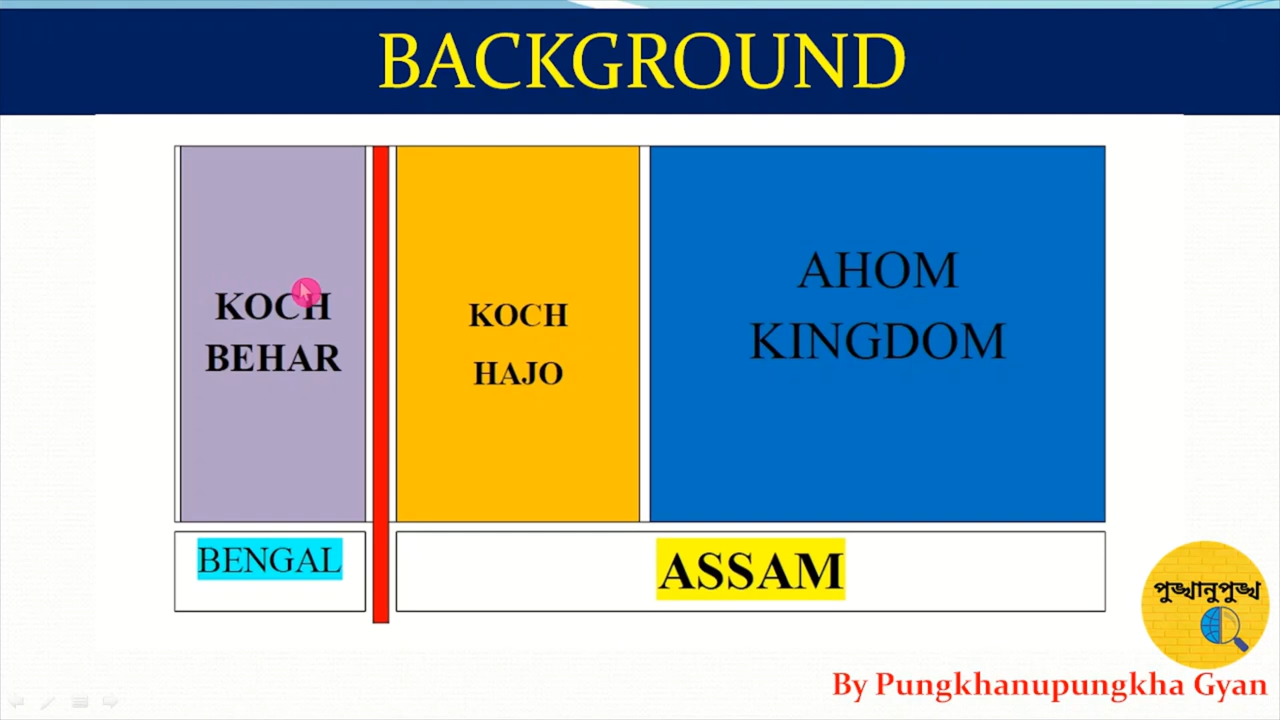 BACKGROUND
KOCH
BEHAR
KOCH
HAJO
AHOM
KINGDOM
BENGAL
ASSAM
পুঙ্খানুপুঙ্খ
By Pungkhanupungkha Gyan